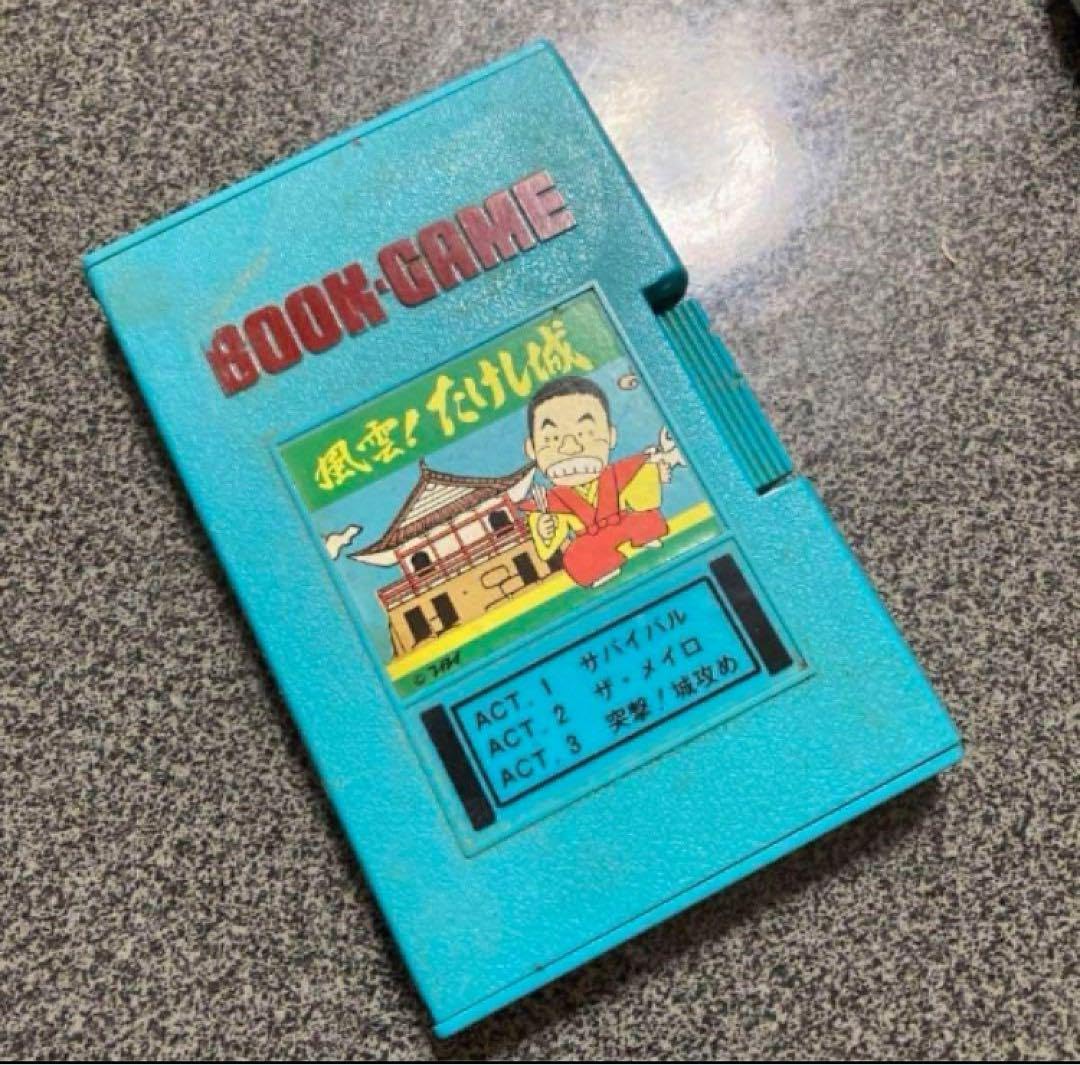 BOOK-GAME
風雲!たけし城
ACT. 1 サバイバル
ACT. 2 ザ・メイロ
ACT. 3 突撃!城攻め